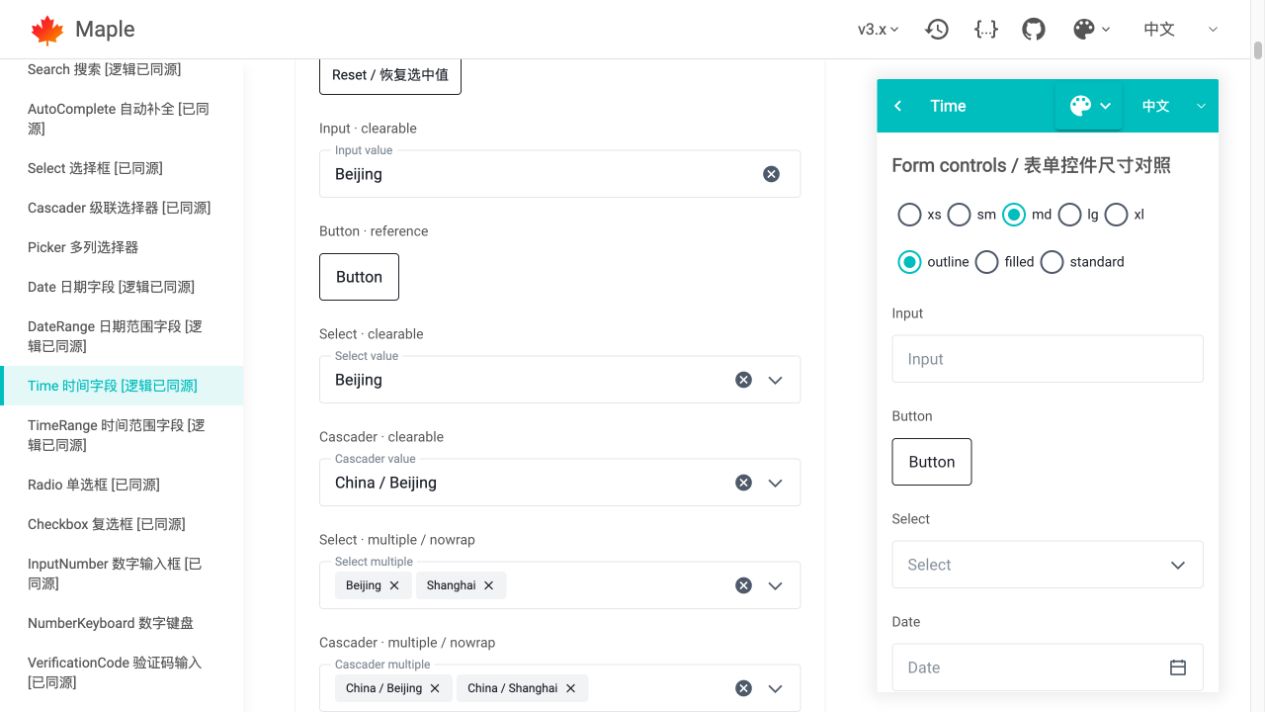 Maple
v3.x
{...}
中文
Search 搜索 [逻辑已同源]
AutoComplete 自动补全 [已同
源]
Select 选择框 [已同源]
Cascader 级联选择器 [已同源]
Picker 多列选择器
Date 日期字段 [逻辑已同源]
DateRange 日期范围字段 [逻
辑已同源]
Time 时间字段 [逻辑已同源]
TimeRange 时间范围字段 [逻
辑已同源]
Radio 单选框 [已同源]
Checkbox 复选框 [已同源]
InputNumber 数字输入框 [已
同源]
NumberKeyboard 数字键盘
VerificationCode 验证码输入
[已同源]
Reset / 恢复选中值
Input · clearable
Input value
Beijing
Button · reference
Button
Select · clearable
Select value
Beijing
Cascader · clearable
Cascader value
China / Beijing
Select · multiple / nowrap
Select multiple
Beijing Shanghai
Cascader · multiple / nowrap
Cascader multiple
China / Beijing China / Shanghai
Time
中文
Form controls / 表单控件尺寸对照
xs sm md lg xl
outline filled standard
Input
Input
Button
Button
Select
Select
Date
Date